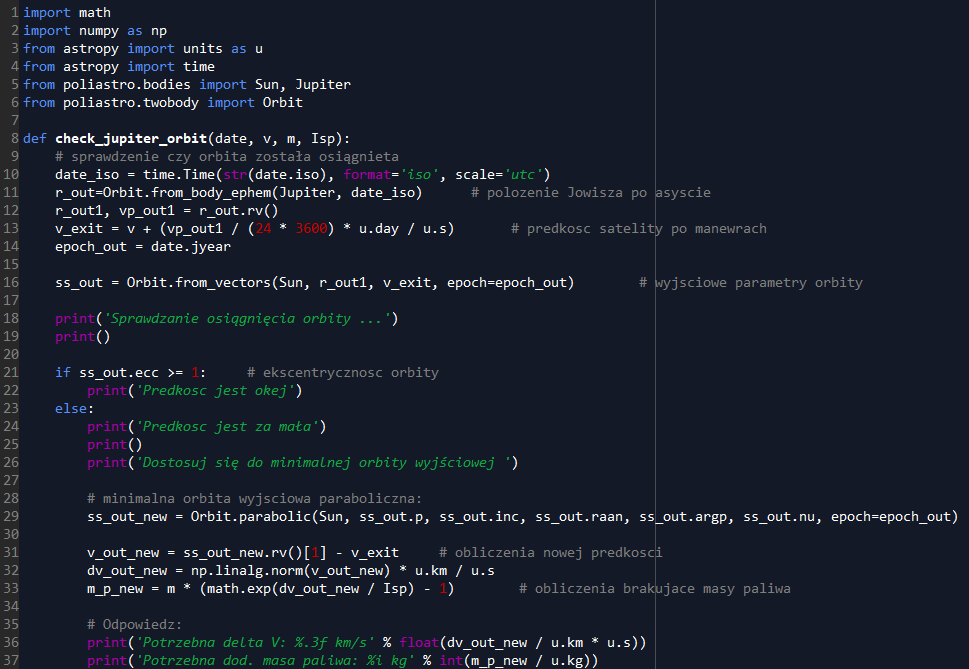 1 import math
2 import numpy as np
3 from astropy import units as u
4 from astropy import time
5 from poliastro.bodies import Sun, Jupiter
6 from poliastro.twobody import Orbit
7
8 def check_jupiter_orbit(date, v, m, Isp):
9     # sprawdzenie czy orbita została osiągnieta
10     date_iso = time.Time(str(date.iso), format='iso', scale='utc')
11     r_out=Orbit.from_body_ephem(Jupiter, date_iso)      # polozenie Jowisza po asyscie
12     r_out1, vp_out1 = r_out.rv()
13     v_exit = v + (vp_out1 / (24 * 3600) * u.day / u.s)       # predkosc satelity po manewrach
14     epoch_out = date.jyear
15
16     ss_out = Orbit.from_vectors(Sun, r_out1, v_exit, epoch=epoch_out)        # wyjsciowe parametry orbity
17
18     print('Sprawdzanie osiągnięcia orbity ...')
19     print()
20
21     if ss_out.ecc >= 1:     # ekscentrycznosc orbity
22         print('Predkosc jest okej')
23     else:
24         print('Predkosc jest za mała')
25         print()
26         print('Dostosuj się do minimalnej orbity wyjściowej ')
27
28         # minimalna orbita wyjsciowa paraboliczna:
29         ss_out_new = Orbit.parabolic(Sun, ss_out.p, ss_out.inc, ss_out.raan, ss_out.argp, ss_out.nu, epoch=epoch_out)
30
31         v_out_new = ss_out_new.rv()[1] - v_exit     # obliczenia nowej predkosci
32         dv_out_new = np.linalg.norm(v_out_new) * u.km / u.s
33         m_p_new = m * (math.exp(dv_out_new / Isp) - 1)        # obliczenia brakujace masy paliwa
34
35         # Odpowiedz:
36         print('Potrzebna delta V: %.3f km/s' % float(dv_out_new / u.km * u.s))
37         print('Potrzebna dod. masa paliwa: %i kg' % int(m_p_new / u.kg))